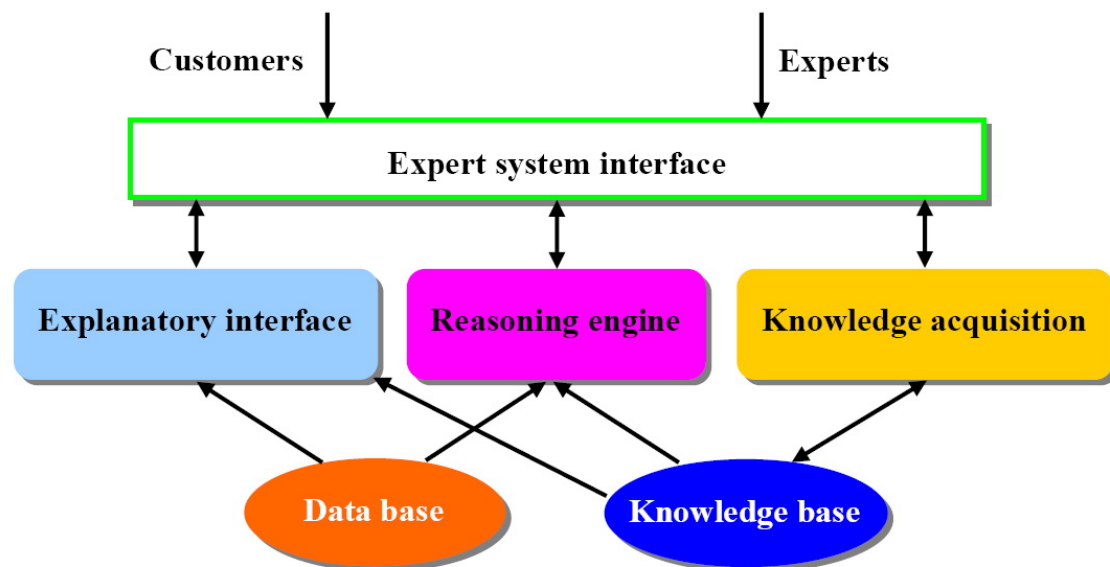 Customers
Experts
Expert system interface
Explanatory interface
Reasoning engine
Knowledge acquisition
Data base
Knowledge base